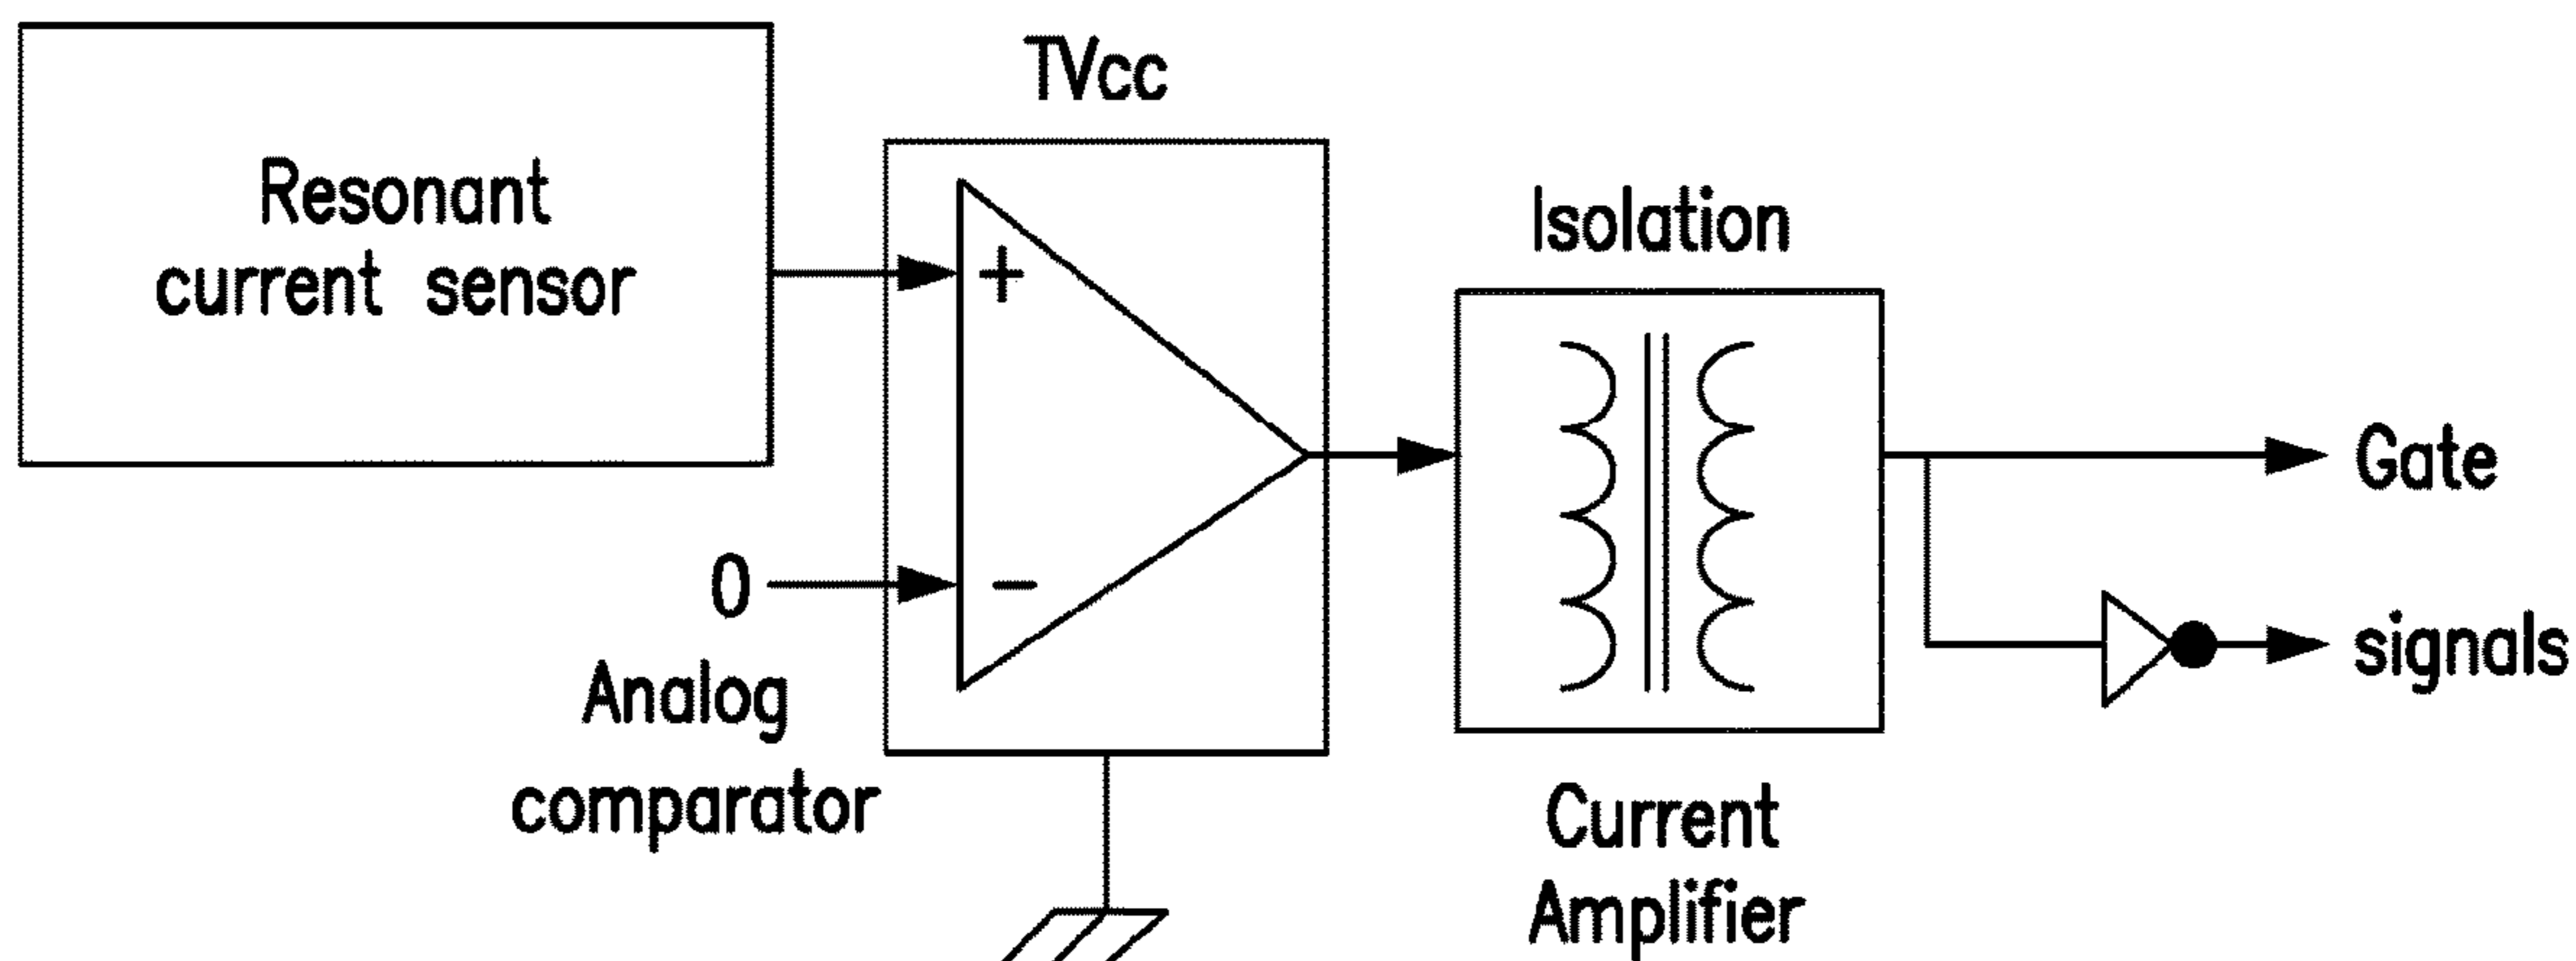 Resonant
current sensor
TVcc
+
0
−
Analog
comparator
Isolation
Current
Amplifier
Gate
signals